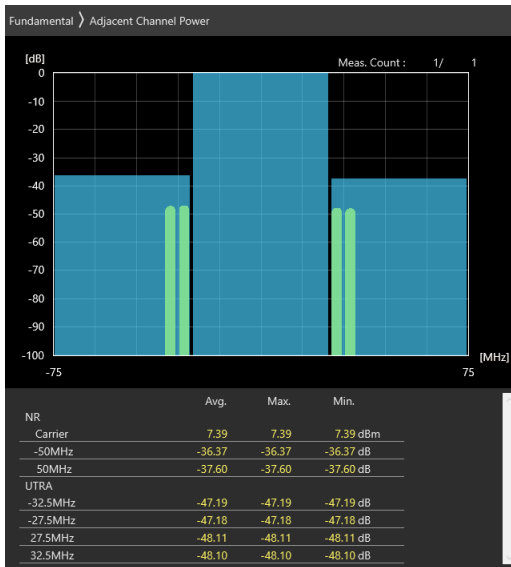 Fundamental 〉 Adjacent Channel Power
[dB]
Meas. Count : 1/ 1
0
-10
-20
-30
-40
-50
-60
-70
-80
-90
-100
[MHz]
-75 75
Avg. Max. Min.
NR
Carrier 7.39 7.39 7.39 dBm
-50MHz -36.37 -36.37 -36.37 dB
50MHz -37.60 -37.60 -37.60 dB
UTRA
-32.5MHz -47.19 -47.19 -47.19 dB
-27.5MHz -47.18 -47.18 -47.18 dB
27.5MHz -48.11 -48.11 -48.11 dB
32.5MHz -48.10 -48.10 -48.10 dB